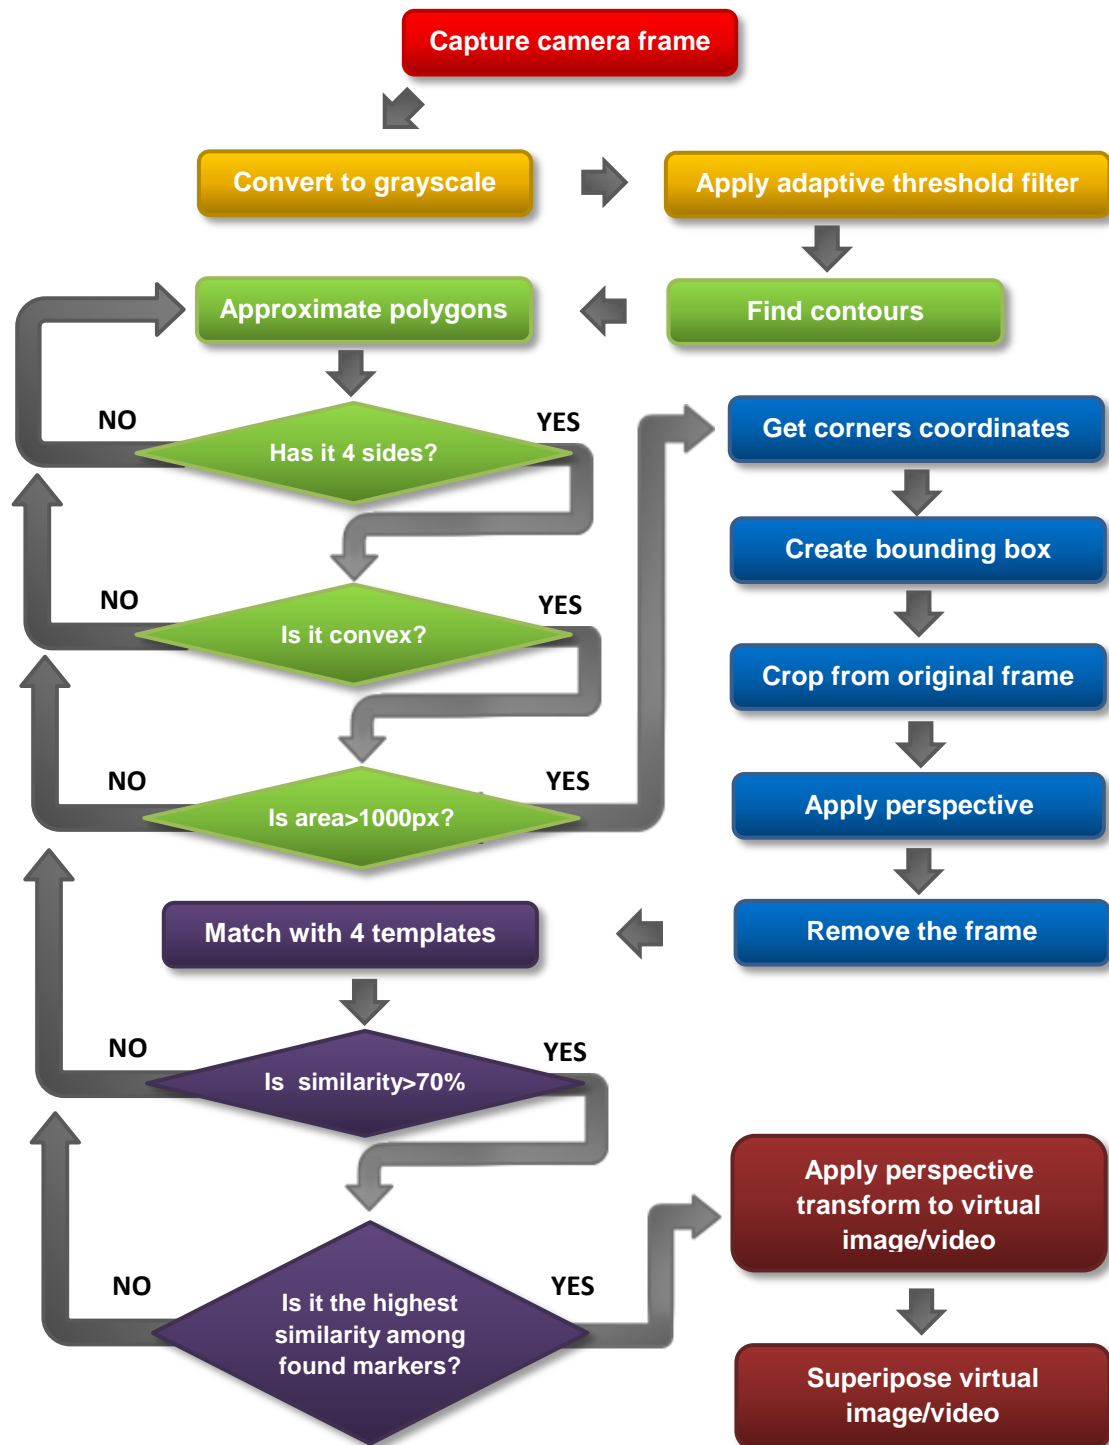 Capture camera frame
Convert to grayscale
Apply adaptive threshold filter
Approximate polygons
Find contours
NO
YES
Has it 4 sides?
Get corners coordinates
Create bounding box
NO
YES
Is it convex?
Crop from original frame
NO
YES
Is area>1000px?
Apply perspective
Match with 4 templates
Remove the frame
NO
YES
Is  similarity>70%
Apply perspective
transform to virtual
image/video
NO
YES
Is it the highest
similarity among
found markers?
Superipose virtual
image/video